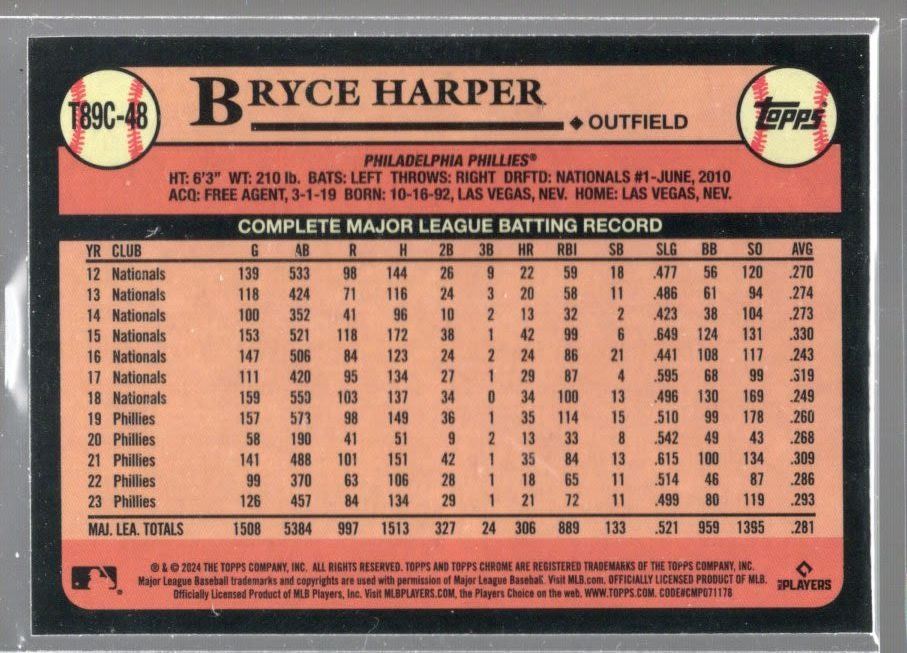 T89C-48
BRYCE HARPER
OUTFIELD
TOPPS
PHILADELPHIA PHILLIES®
HT: 6'3" WT: 210 lb. BATS: LEFT THROWS: RIGHT DRFTD: NATIONALS #1-JUNE, 2010
ACQ: FREE AGENT, 3-1-19 BORN: 10-16-92, LAS VEGAS, NEV. HOME: LAS VEGAS, NEV.
COMPLETE MAJOR LEAGUE BATTING RECORD
YR CLUB G AB R H 2B 3B HR RBI SB SLG BB SO AVG
12 Nationals 139 533 98 144 26 9 22 59 18 .477 56 120 .270
13 Nationals 118 424 71 116 24 3 20 58 11 .486 61 94 .274
14 Nationals 100 352 41 96 10 2 13 32 2 .423 38 104 .273
15 Nationals 153 521 118 172 38 1 42 99 6 .649 124 131 .330
16 Nationals 147 506 84 123 24 2 24 86 21 .441 108 117 .243
17 Nationals 111 420 95 134 27 1 29 87 4 .595 68 99 .319
18 Nationals 159 550 103 137 34 0 34 100 13 .496 130 169 .249
19 Phillies 157 573 98 149 36 1 35 114 15 .510 99 178 .260
20 Phillies 58 190 41 51 9 2 13 33 8 .542 49 43 .268
21 Phillies 141 488 101 151 42 1 35 84 13 .615 100 134 .309
22 Phillies 99 370 63 106 28 1 18 65 11 .514 46 87 .286
23 Phillies 126 457 84 134 29 1 21 72 11 .499 80 119 .293
MAJ. LEA. TOTALS 1508 5384 997 1513 327 24 306 889 133 .521 959 1395 .281
® & © 2024 THE TOPPS COMPANY, INC. ALL RIGHTS RESERVED. TOPPS AND TOPPS CHROME ARE REGISTERED TRADEMARKS OF THE TOPPS COMPANY, INC.
Major League Baseball trademarks and copyrights are used with permission of Major League Baseball. Visit MLB.com. OFFICIALLY LICENSED PRODUCT OF MLB.
Officially Licensed Product of MLB Players, Inc. Visit MLBPLAYERS.COM, the Players Choice on the web. WWW.TOPPS.COM. CODE#CMP071178
MLB PLAYERS